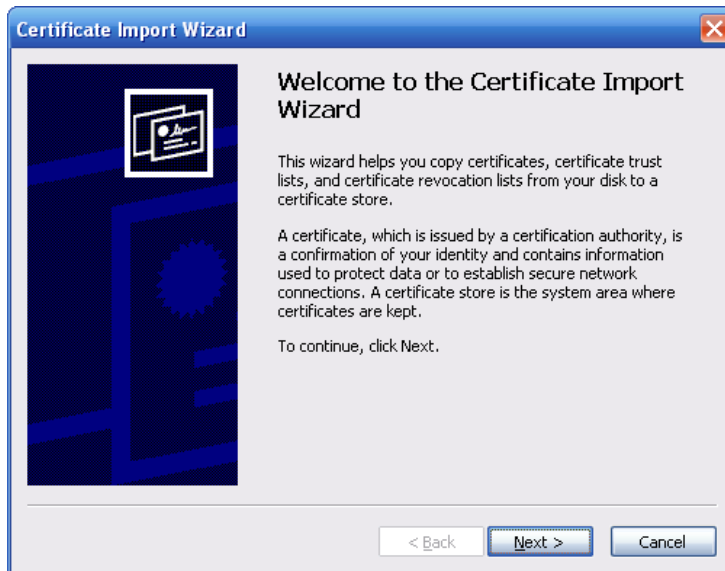 Certificate Import Wizard
Welcome to the Certificate Import
Wizard
This wizard helps you copy certificates, certificate trust
lists, and certificate revocation lists from your disk to a
certificate store.
A certificate, which is issued by a certification authority, is
a confirmation of your identity and contains information
used to protect data or to establish secure network
connections. A certificate store is the system area where
certificates are kept.
To continue, click Next.
< Back
Next >
Cancel